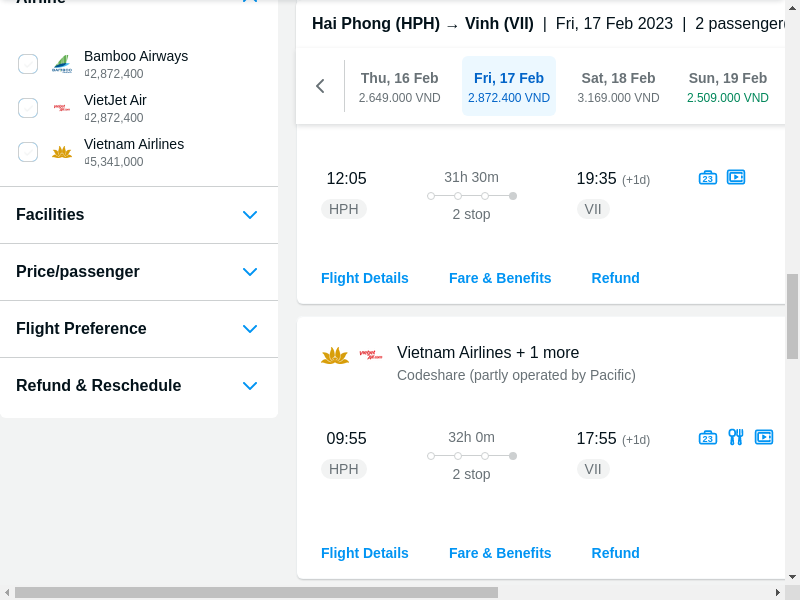 Airline
Bamboo Airways
₫2,872,400
VietJet Air
₫2,872,400
Vietnam Airlines
₫5,341,000
Facilities
Price/passenger
Flight Preference
Refund & Reschedule
Hai Phong (HPH) → Vinh (VII) | Fri, 17 Feb 2023 | 2 passenger
Thu, 16 Feb
2.649.000 VND
Fri, 17 Feb
2.872.400 VND
Sat, 18 Feb
3.169.000 VND
Sun, 19 Feb
2.509.000 VND
12:05 31h 30m 19:35 (+1d) 23
HPH 2 stop VII
Flight Details Fare & Benefits Refund
Vietnam Airlines + 1 more
Codeshare (partly operated by Pacific)
09:55 32h 0m 17:55 (+1d) 23
HPH 2 stop VII
Flight Details Fare & Benefits Refund